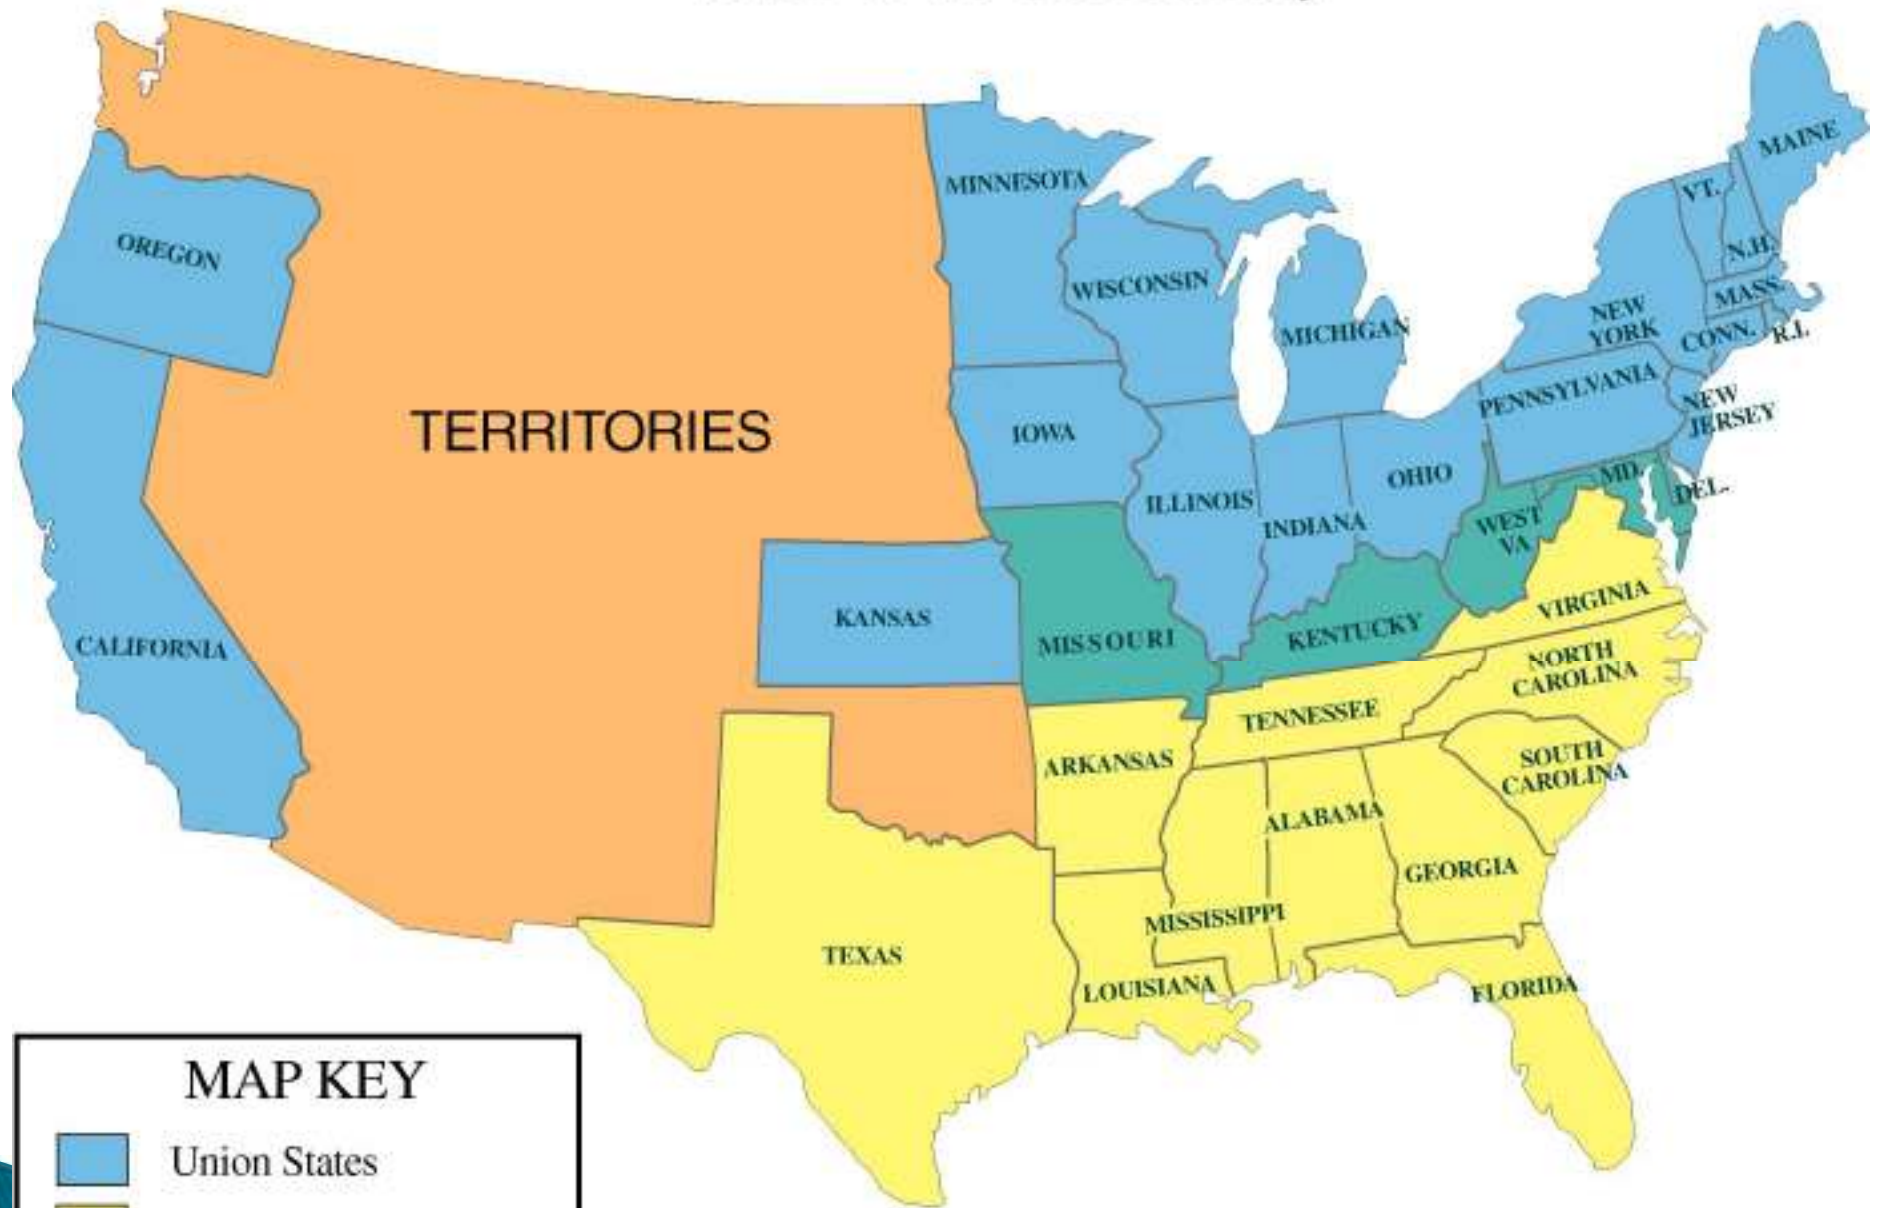 MAINE
VT.
MINNESOTA
N.H.
OREGON
WISCONSIN
MASS.
NEW
YORK
MICHIGAN
CONN.
R.I.
PENNSYLVANIA
NEW
JERSEY
TERRITORIES
IOWA
OHIO
MD.
DEL.
ILLINOIS
INDIANA
WEST
VA
KANSAS
VIRGINIA
CALIFORNIA
MISSOURI
KENTUCKY
NORTH
CAROLINA
TENNESSEE
ARKANSAS
SOUTH
CAROLINA
ALABAMA
GEORGIA
MISSISSIPPI
TEXAS
LOUISIANA
FLORIDA
MAP KEY
Union States